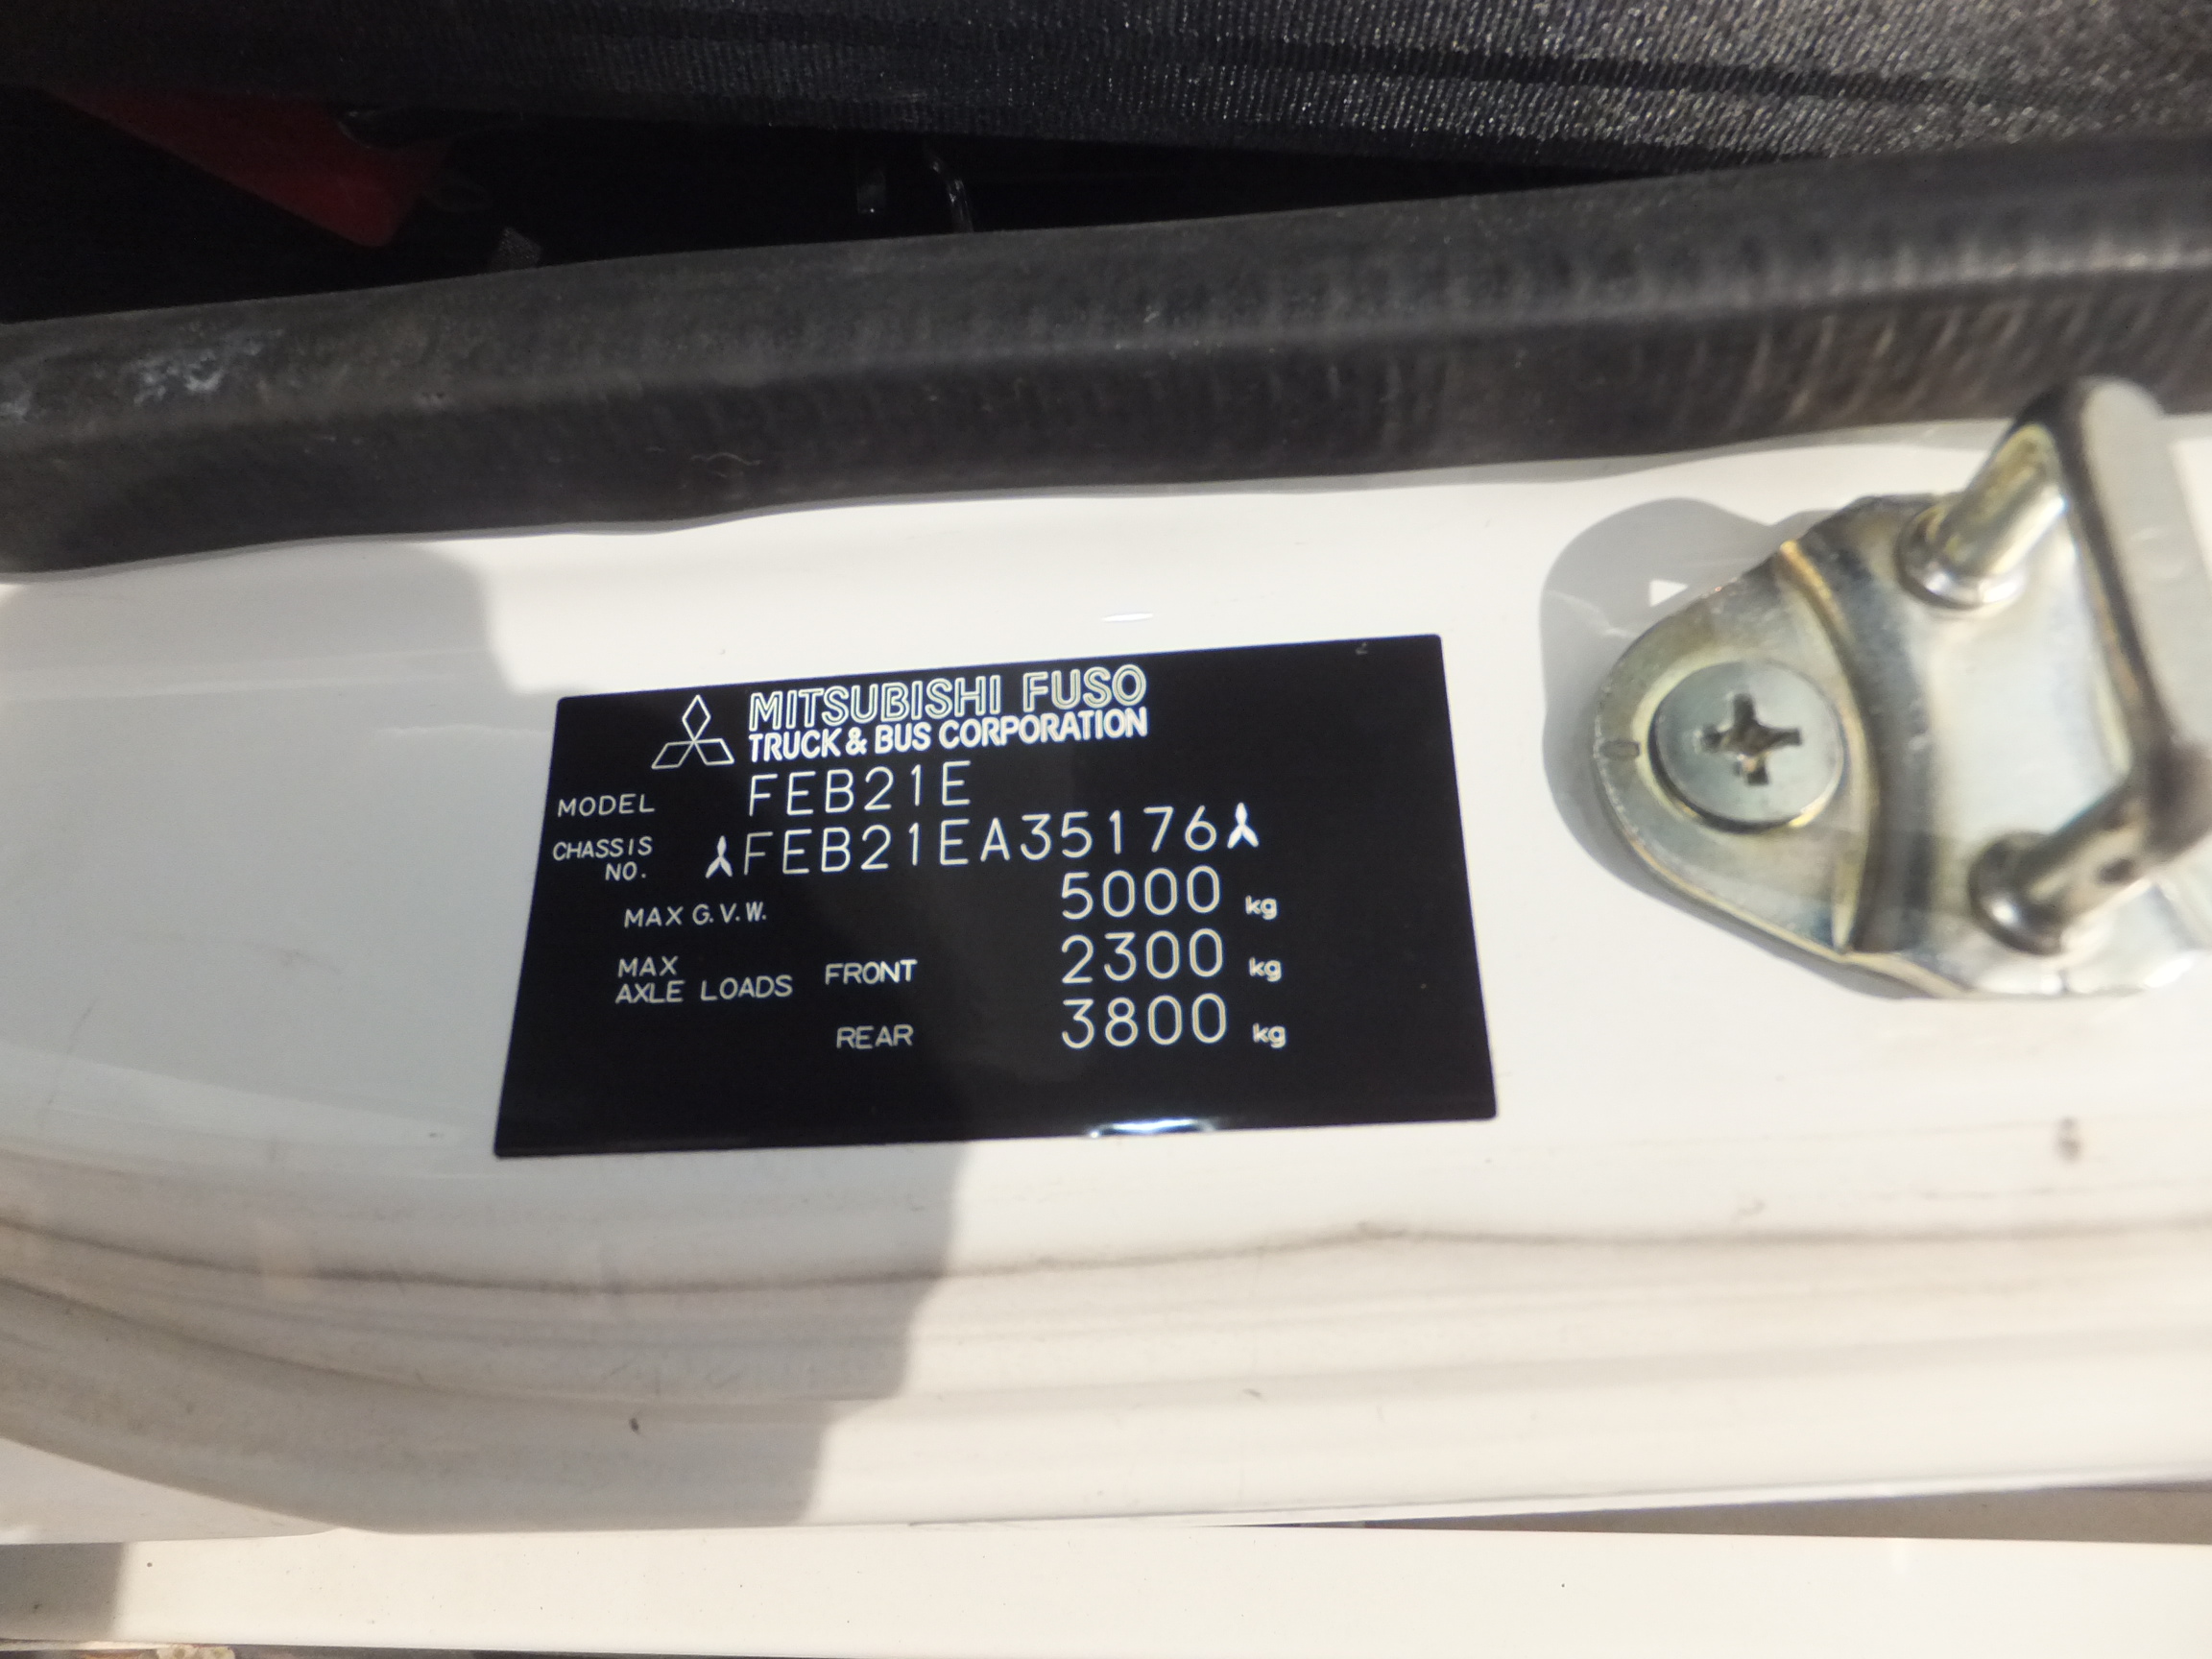 MITSUBISHI FUSO
TRUCK & BUS CORPORATION
MODEL FEB21E
CHASSIS NO. FEB21EA35176
MAX G.V.W. 5000 kg
MAX AXLE LOADS FRONT 2300 kg
REAR 3800 kg